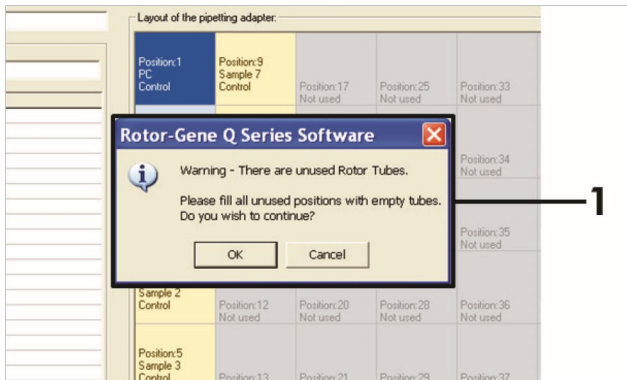 Layout of the pipetting adapter:
Position:1
PC
Control
Position:9
Sample 7
Control
Position:17
Not used
Position:25
Not used
Position:33
Not used
Rotor-Gene Q Series Software
Warning - There are unused Rotor Tubes.
Please fill all unused positions with empty tubes.
Do you wish to continue?
OK
Cancel
1
Position:34
Not used
Position:35
Not used
Sample 2
Control
Position:12
Not used
Position:20
Not used
Position:28
Not used
Position:36
Not used
Position:5
Sample 3
Control
Position:13
Position:21
Position:29
Position:37